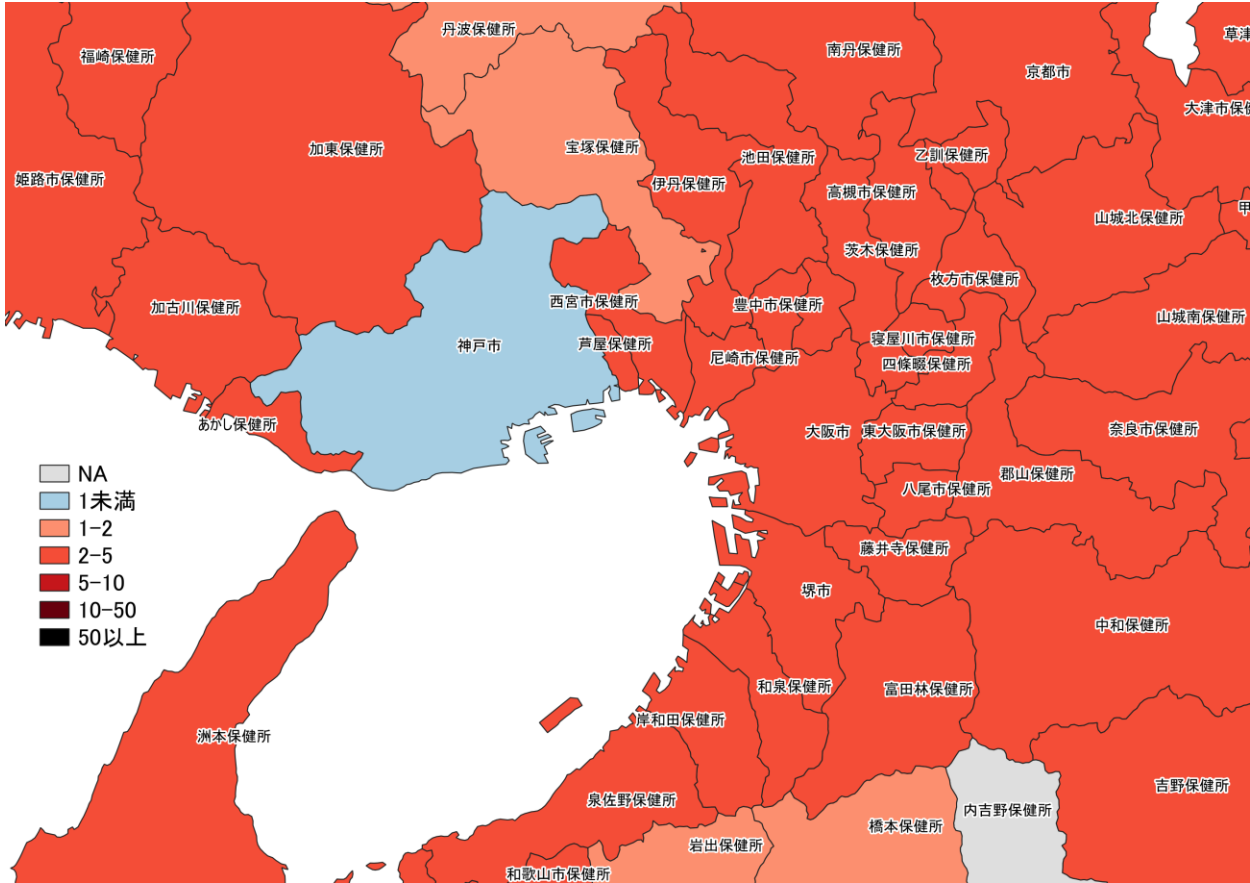 丹波保健所
南丹保健所
草津
福崎保健所
京都市
大津市保健
加東保健所
宝塚保健所
池田保健所
乙訓保健所
姫路市保健所
伊丹保健所
高槻市保健所
山城北保健所
甲
茨木保健所
枚方市保健所
加古川保健所
西宮市保健所
豊中市保健所
山城南保健所
神戸市
芦屋保健所
寝屋川市保健所
尼崎市保健所
四條畷保健所
あかし保健所
大阪市
東大阪市保健所
奈良市保健所
郡山保健所
八尾市保健所
藤井寺保健所
堺市
中和保健所
和泉保健所
富田林保健所
岸和田保健所
洲本保健所
泉佐野保健所
吉野保健所
内吉野保健所
橋本保健所
岩出保健所
和歌山市保健所
NA
1未満
1-2
2-5
5-10
10-50
50以上